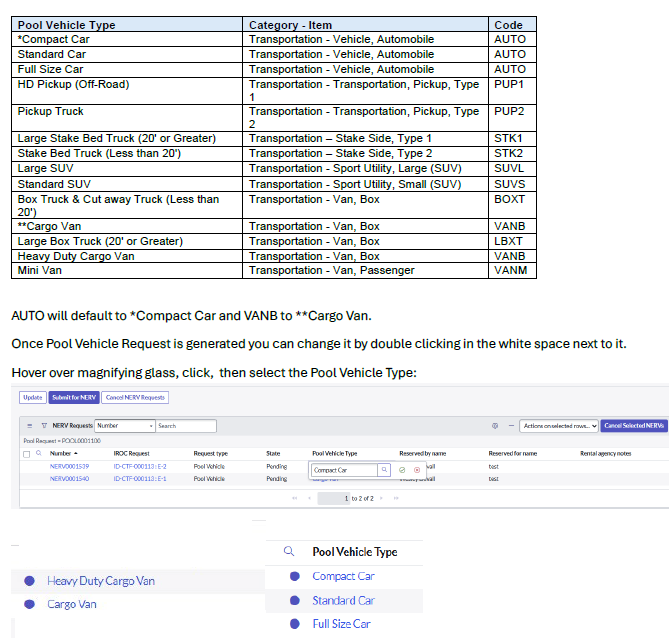 Pool Vehicle Type Category - Item Code
*Compact Car Transportation - Vehicle, Automobile AUTO
Standard Car Transportation - Vehicle, Automobile AUTO
Full Size Car Transportation - Vehicle, Automobile AUTO
HD Pickup (Off-Road) Transportation - Transportation, Pickup, Type PUP1
1
Pickup Truck Transportation - Transportation, Pickup, Type PUP2
2
Large Stake Bed Truck (20' or Greater) Transportation – Stake Side, Type 1 STK1
Stake Bed Truck (Less than 20') Transportation – Stake Side, Type 2 STK2
Large SUV Transportation - Sport Utility, Large (SUV) SUVL
Standard SUV Transportation - Sport Utility, Small (SUV) SUVS
Box Truck & Cut away Truck (Less than Transportation - Van, Box BOXT
20')
**Cargo Van Transportation - Van, Box VANB
Large Box Truck (20' or Greater) Transportation - Van, Box LBXT
Heavy Duty Cargo Van Transportation - Van, Box VANB
Mini Van Transportation - Van, Passenger VANM
AUTO will default to *Compact Car and VANB to **Cargo Van.
Once Pool Vehicle Request is generated you can change it by double clicking in the white space next to it.
Hover over magnifying glass, click, then select the Pool Vehicle Type:
Update Submit for NERV Cancel NERV Requests
NERV Requests Number Search Actions on selected rows... Cancel Selected NERVs
Pool Request = POOL0001100
Number IROC Request Request type State Pool Vehicle Type Reserved by name Reserved for name Rental agency notes
NERV0001539 ID-CTF-000113 : E-2 Pool Vehicle Pending Compact Car test
NERV0001540 ID-CTF-000113 : E-1 Pool Vehicle Pending test
1 to 2 of 2
Pool Vehicle Type
Heavy Duty Cargo Van Compact Car
Cargo Van Standard Car
Full Size Car